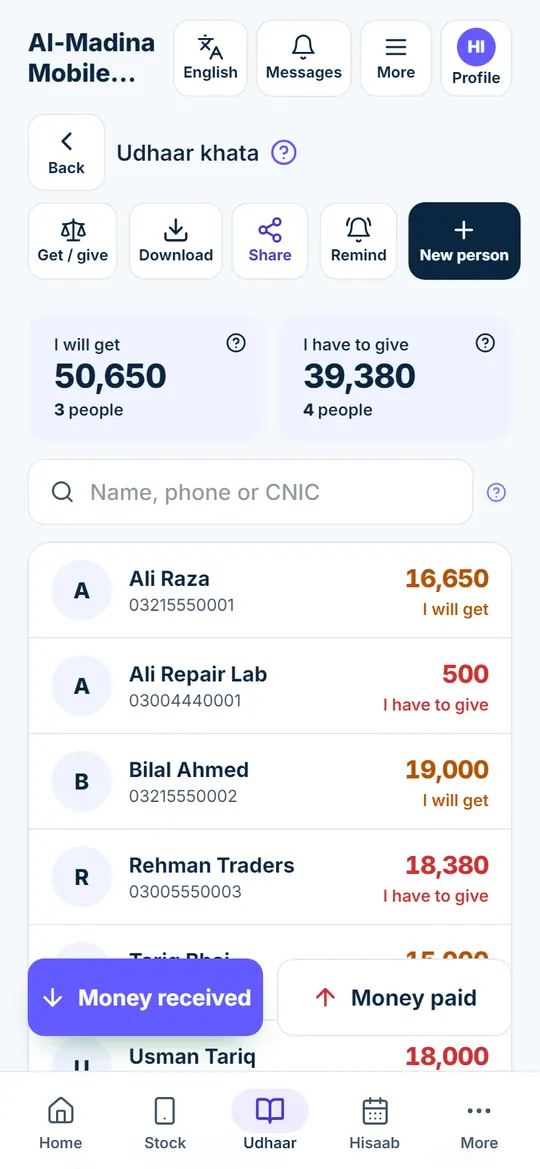 Al-Madina
Mobile...
English
Messages
More
HI
Profile
Back
Udhaar khata
Get / give
Download
Share
Remind
New person
I will get
50,650
3 people
I have to give
39,380
4 people
Name, phone or CNIC
A
Ali Raza
03215550001
16,650
I will get
A
Ali Repair Lab
03004440001
500
I have to give
B
Bilal Ahmed
03215550002
19,000
I will get
R
Rehman Traders
03005550003
18,380
I have to give
Tariq Bhai
15,000
Money received
Money paid
U
Usman Tariq
18,000
Home
Stock
Udhaar
Hisaab
More